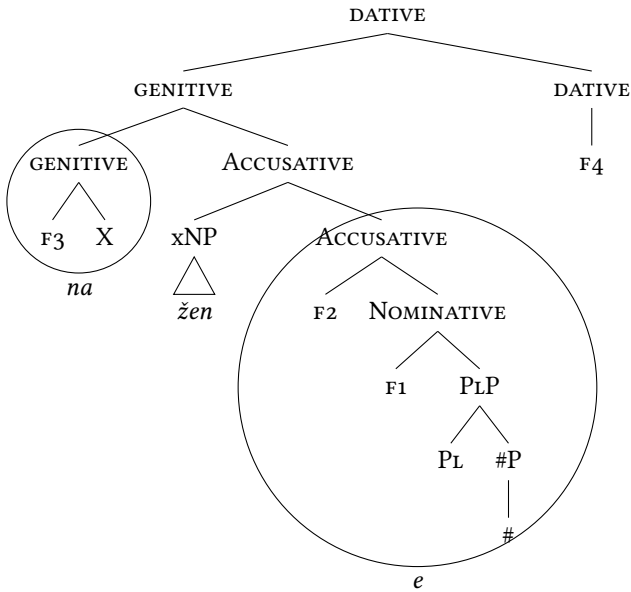 DATIVE
GENITIVE DATIVE
GENITIVE ACCUSATIVE F4
F3 X xNP ACCUSATIVE
na žen F2 NOMINATIVE
F1 PLP
PL #P
#
e